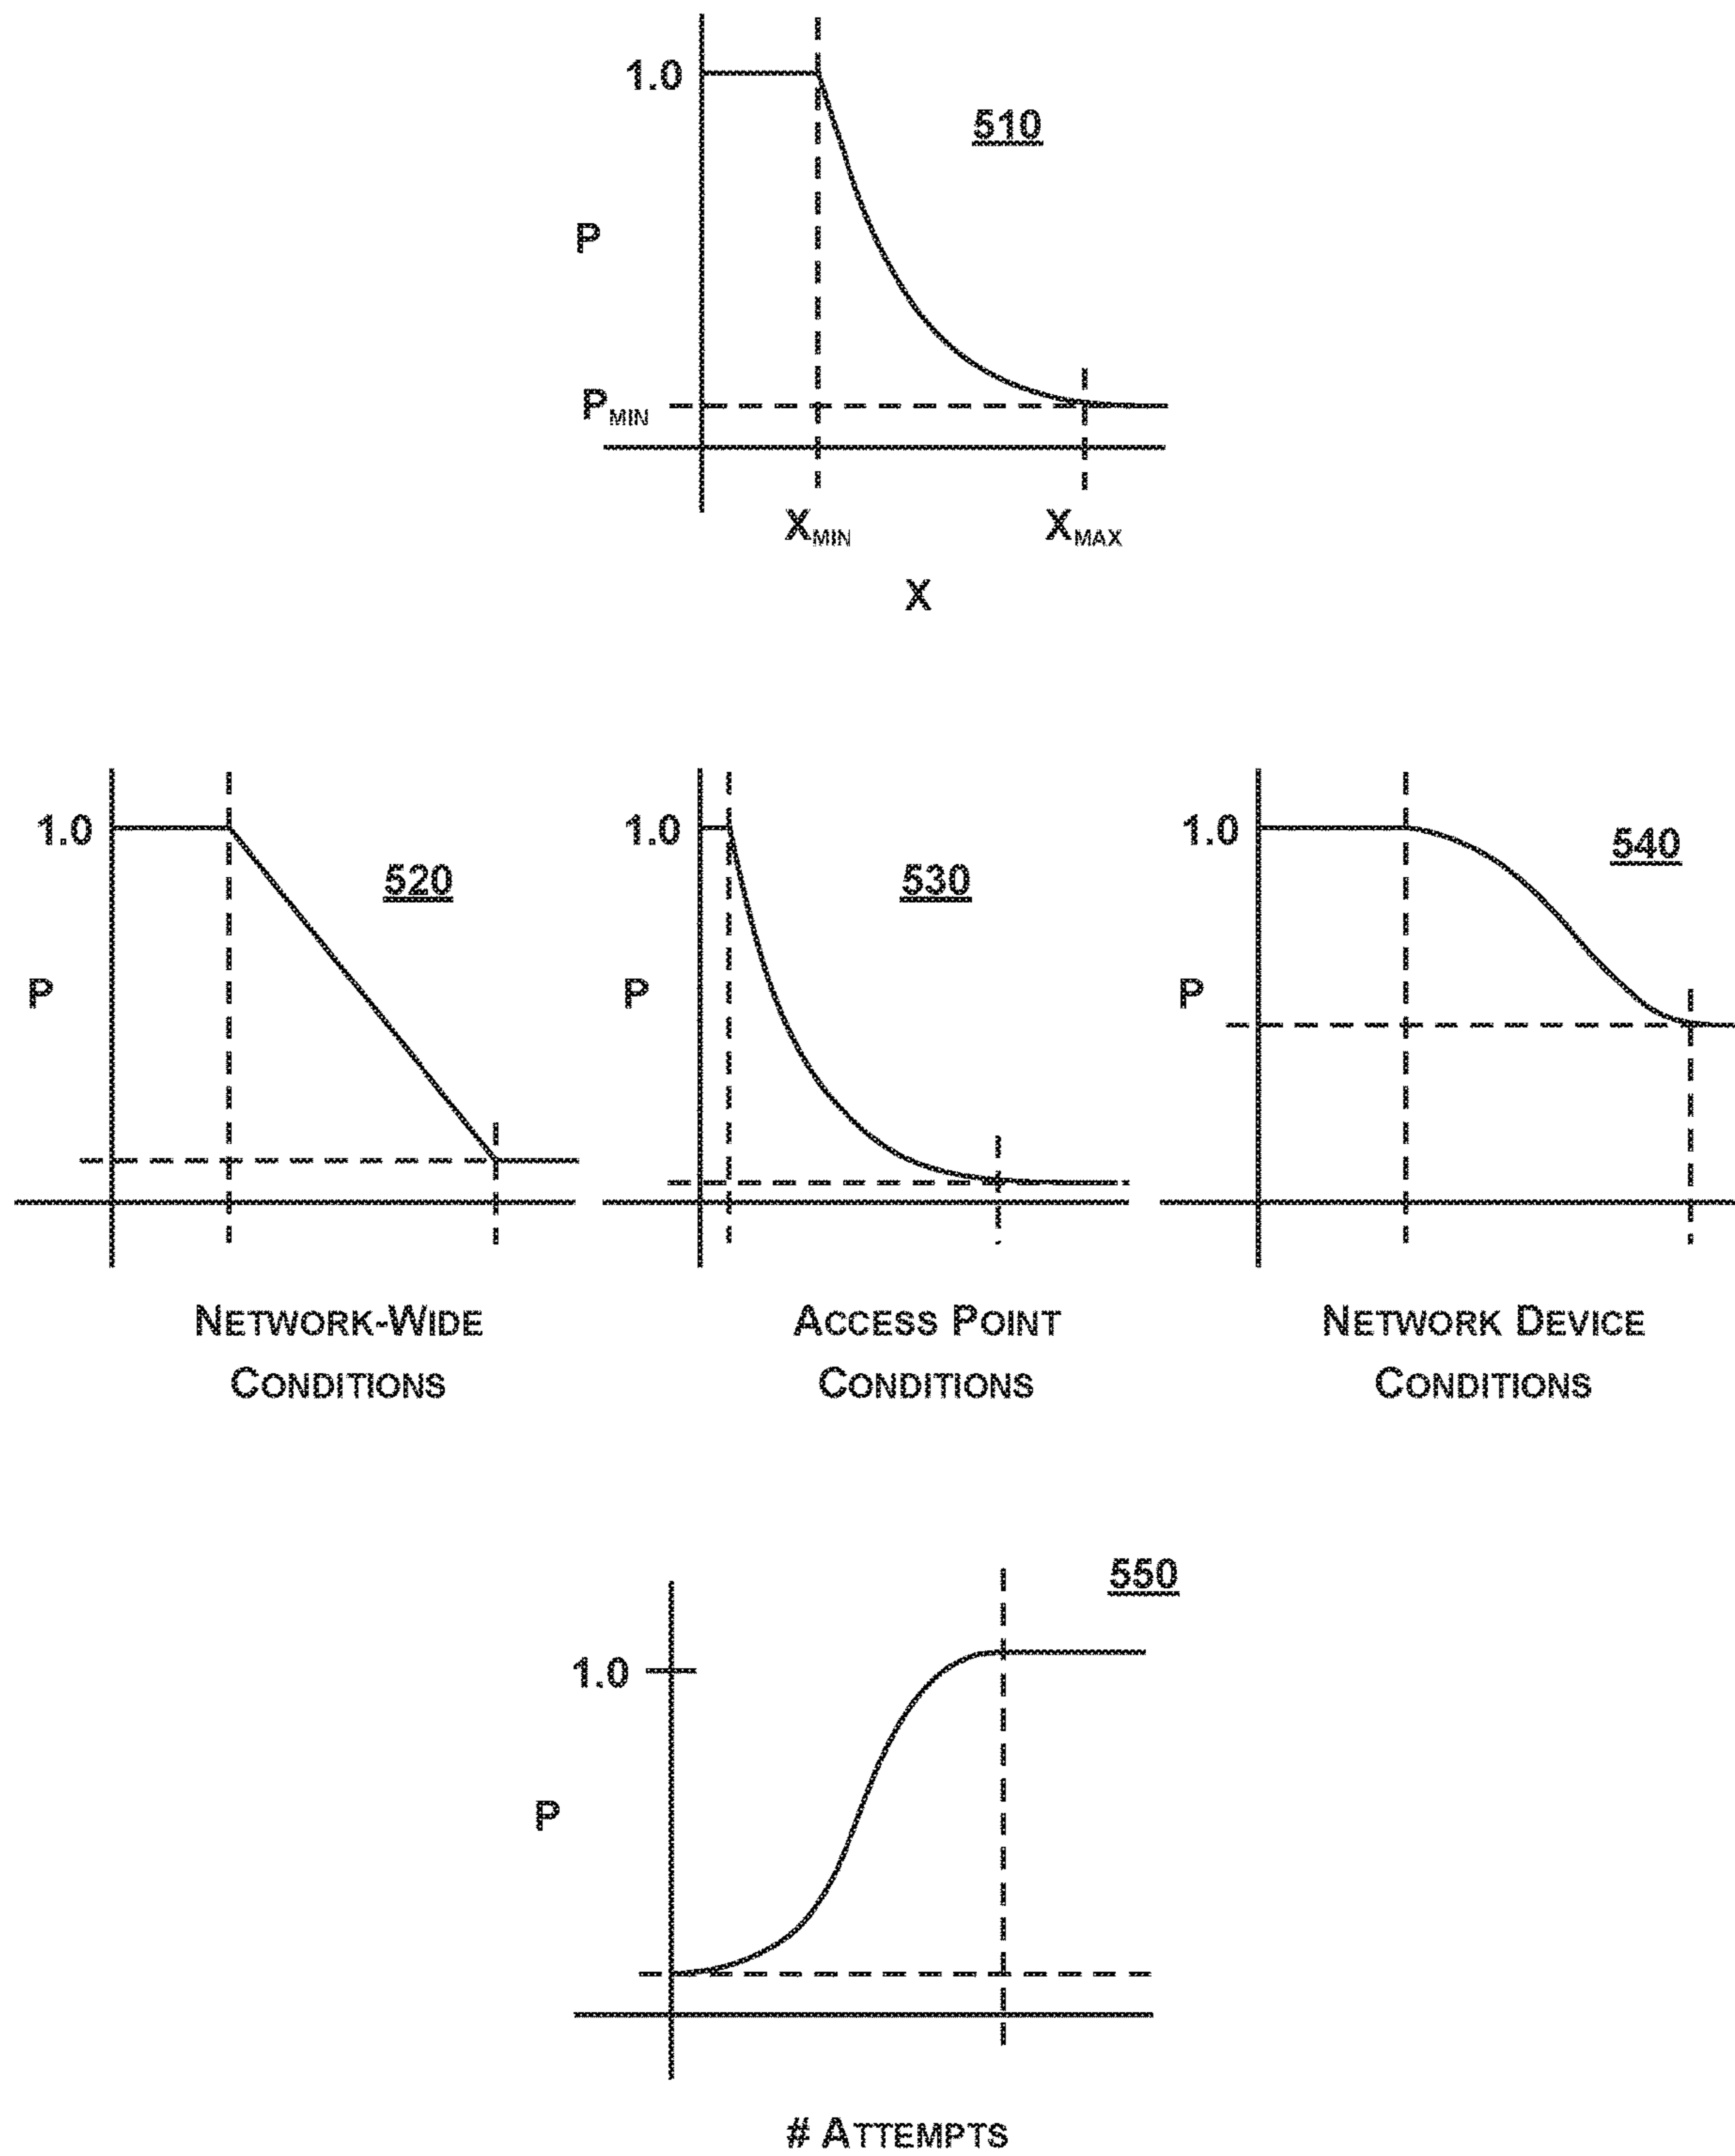 1.0
510
P
PMIN
XMIN
XMAX
X
1.0
520
P
NETWORK-WIDE
CONDITIONS
1.0
530
P
ACCESS POINT
CONDITIONS
1.0
540
P
NETWORK DEVICE
CONDITIONS
550
1.0
P
# ATTEMPTS